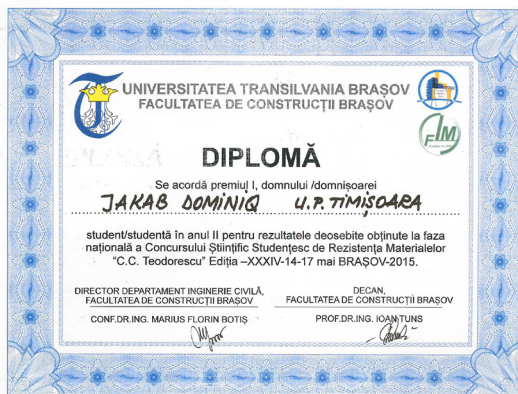 UNIVERSITATEA TRANSILVANIA BRAȘOV
FACULTATEA DE CONSTRUCȚII BRAȘOV
FIM
DIPLOMĂ
Se acordă premiul I, domnului /domnișoarei
JAKAB DOMINIQ U.P. TIMIȘOARA
student/studentă în anul II pentru rezultatele deosebite obținute la faza
națională a Concursului Științific Studențesc de Rezistența Materialelor
“C.C. Teodorescu” Ediția –XXXIV-14-17 mai BRAȘOV-2015.
DIRECTOR DEPARTAMENT INGINERIE CIVILĂ,
FACULTATEA DE CONSTRUCȚII BRAȘOV
CONF.DR.ING. MARIUS FLORIN BOTIȘ
DECAN,
FACULTATEA DE CONSTRUCȚII BRAȘOV
PROF.DR.ING. IOAN TUNS